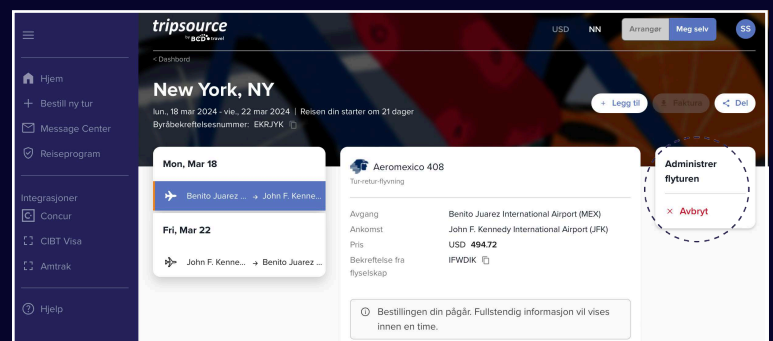 tripsource
by BCD travel
USD NN Arrangør Meg selv SS
< Dashbord
New York, NY
lun., 18 mar 2024 - vie., 22 mar 2024 | Reisen din starter om 21 dager
Byråbekreftelsesnummer: EKRJYK
+ Legg til Faktura Del
Hjem
Bestill ny tur
Message Center
Reiseprogram
Integrasjoner
Concur
CIBT Visa
Amtrak
Hjelp
Mon, Mar 18
Benito Juarez ... → John F. Kenne...
Fri, Mar 22
John F. Kenne... → Benito Juarez ...
Aeromexico 408
Tur-retur-flyvning
Avgang Benito Juarez International Airport (MEX)
Ankomst John F. Kennedy International Airport (JFK)
Pris USD 494.72
Bekreftelse fra IFWDIK
flyselskap
Bestillingen din pågår. Fullstendig informasjon vil vises
innen en time.
Administrer
flyturen
× Avbryt